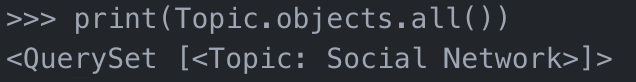 >>> print(Topic.objects.all())
<QuerySet [<Topic: Social Network>]>